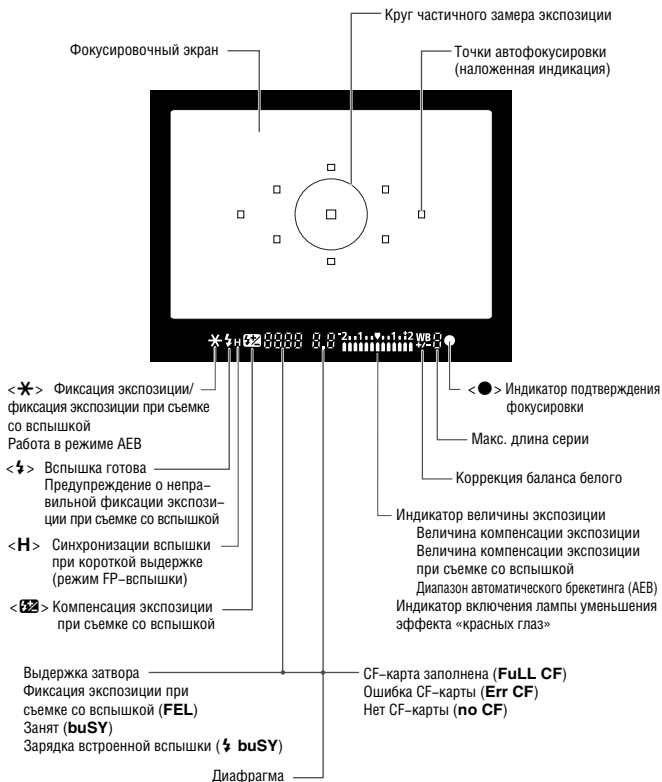 Круг частичного замера экспозиции
Фокусировочный экран
Точки автофокусировки
(наложенная индикация)
-2..1..▼..1.+2 WB
H +/-
<✱> Фиксация экспозиции/
фиксация экспозиции при съемке
со вспышкой
Работа в режиме AEB
<⚡> Вспышка готова
Предупреждение о непра-
вильной фиксации экспози-
ции при съемке со вспышкой
<H> Синхронизации вспышки
при короткой выдержке
(режим FP-вспышки)
<⚡±> Компенсация экспозиции
при съемке со вспышкой
<●> Индикатор подтверждения
фокусировки
Макс. длина серии
Коррекция баланса белого
Индикатор величины экспозиции
Величина компенсации экспозиции
Величина компенсации экспозиции
при съемке со вспышкой
Диапазон автоматического брекетинга (AEB)
Индикатор включения лампы уменьшения
эффекта «красных глаз»
Выдержка затвора
Фиксация экспозиции при
съемке со вспышкой (FEL)
Занят (buSY)
Зарядка встроенной вспышки (⚡ buSY)
CF-карта заполнена (FuLL CF)
Ошибка CF-карты (Err CF)
Нет CF-карты (no CF)
Диафрагма